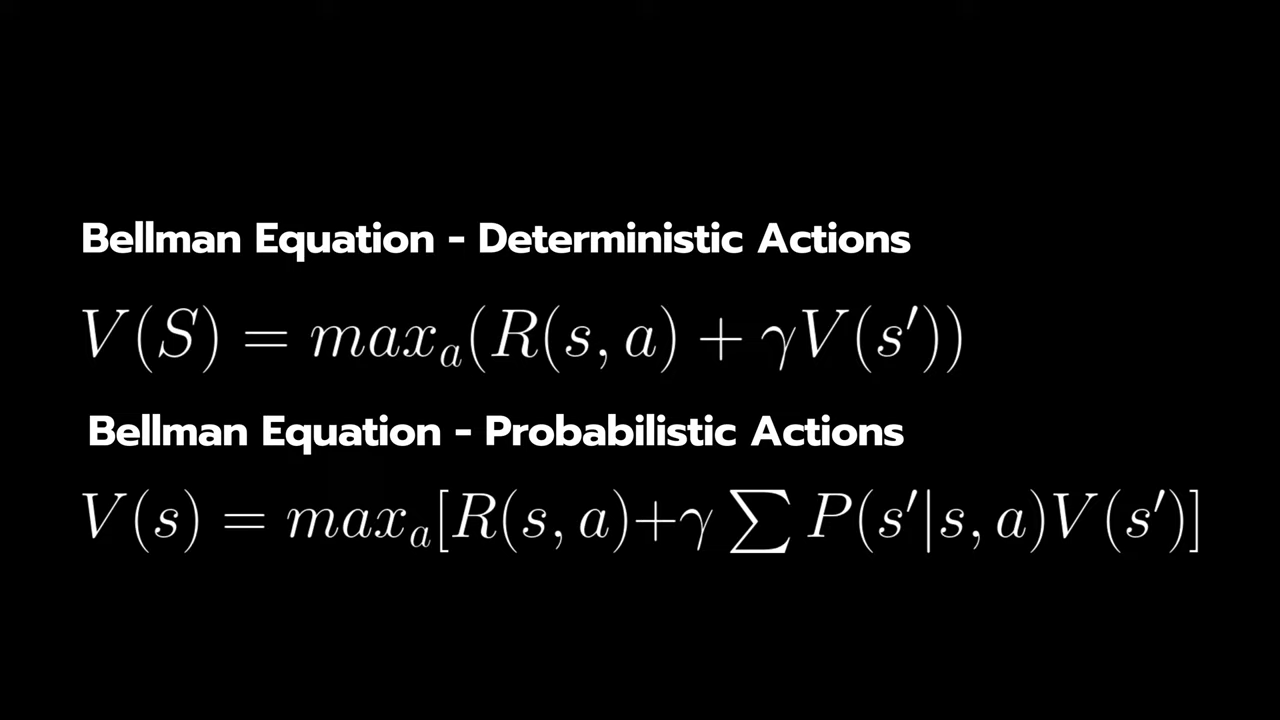 Bellman Equation - Deterministic Actions
V(S) = max_a(R(s, a) + γV(s′))
Bellman Equation - Probabilistic Actions
V(s) = max_a[R(s, a)+γ ∑ P(s′|s, a)V(s′)]